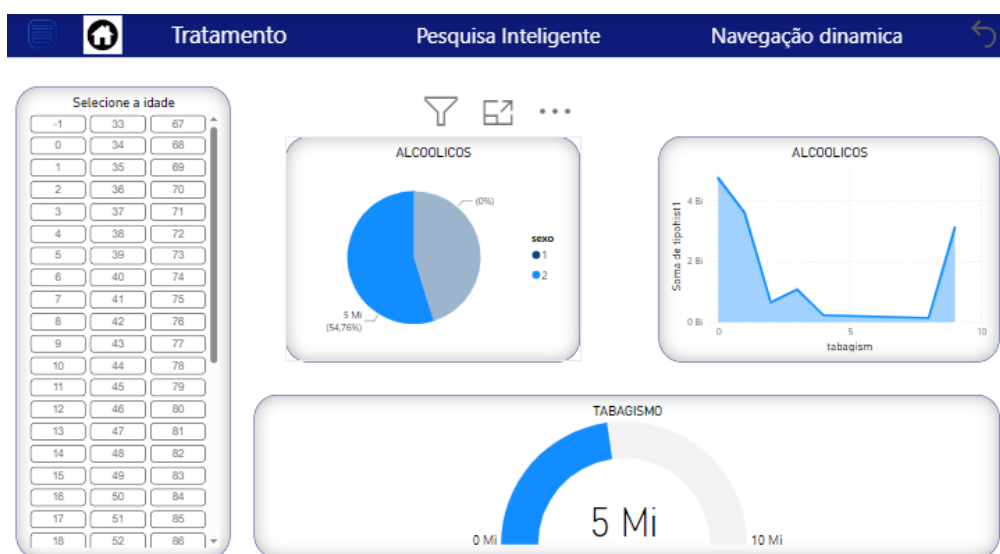 Tratamento Pesquisa Inteligente Navegação dinamica
Selecione a idade
-1 33 67
0 34 68
1 35 69
2 36 70
3 37 71
4 38 72
5 39 73
6 40 74
7 41 75
8 42 76
9 43 77
10 44 78
11 45 79
12 46 80
13 47 81
14 48 82
15 49 83
16 50 84
17 51 85
18 52 86
ALCOOLICOS
(0%)
5 Mi
(54,76%)
sexo
1
2
ALCOOLICOS
Soma de tipohist1
4 Bi
2 Bi
0 Bi
0 5 10
tabagism
TABAGISMO
5 Mi
0 Mi 10 Mi